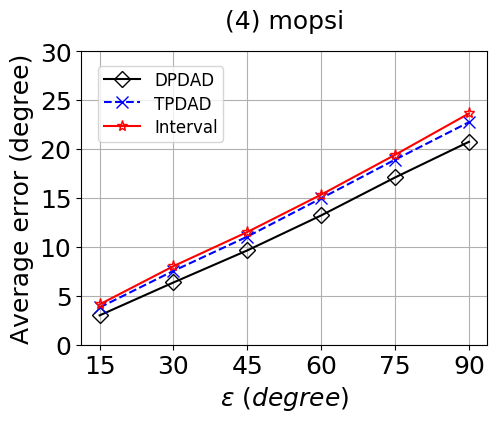 (4) mopsi
Average error (degree)
30
25
20
15
10
5
0
DPDAD
TPDAD
Interval
15 30 45 60 75 90
ε (degree)